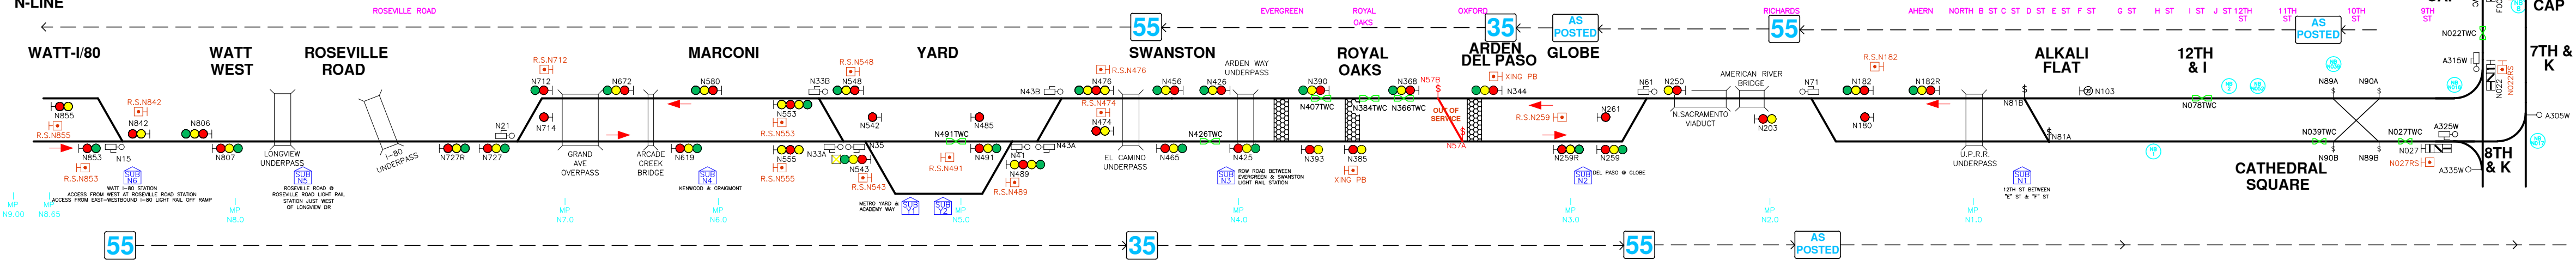 N-LINE
ROSEVILLE ROAD
EVERGREEN
ROYAL
OAKS
OXFORD
RICHARDS
AHERN
NORTH B ST
C ST
D ST
E ST
F ST
G ST
H ST
I ST
J ST
12TH
ST
11TH
ST
10TH
ST
9TH
ST
CAP
55
35
AS
POSTED
55
AS
POSTED
N022TWC
WATT-I/80
WATT
WEST
ROSEVILLE
ROAD
MARCONI
YARD
SWANSTON
ROYAL
OAKS
ARDEN
DEL PASO
GLOBE
ALKALI
FLAT
12TH
& I
7TH &
K
R.S.N712
N712
N672
N580
N33B
R.S.N548
N548
N43B
R.S.N476
N476
N456
N426
ARDEN WAY
UNDERPASS
N390
N368
N57B
XING PB
N344
N61
N250
AMERICAN RIVER
BRIDGE
N71
R.S.N182
N182
N182R
N81B
N103
N89A
N90A
A315W
N022
N022RS
N855
R.S.N855
R.S.N842
N842
N806
N21
N714
N553
R.S.N553
N542
N485
R.S.N474
N474
N407TWC
N384TWC
N366TWC
OUT OF
SERVICE
R.S.N259
N261
N.SACRAMENTO
VIADUCT
N203
N180
N078TWC
A305W
N853
R.S.N853
N15
N807
LONGVIEW
UNDERPASS
I-80
UNDERPASS
N727R
N727
GRAND
AVE
OVERPASS
ARCADE
CREEK
BRIDGE
N619
N555
R.S.N555
N33A
N35
N543
R.S.N543
N491TWC
R.S.N491
N491
N41
N43A
N489
R.S.N489
EL CAMINO
UNDERPASS
N465
N426TWC
N425
N393
N385
XING PB
N57A
N259R
N259
U.P.R.R.
UNDERPASS
N81A
N039TWC
N90B
N89B
N027TWC
A325W
N027
N027RS
A335W
CATHEDRAL
SQUARE
8TH
& K
SUB
N6
WATT I-80 STATION
ACCESS FROM WEST AT ROSEVILLE ROAD STATION
ACCESS FROM EAST-WESTBOUND I-80 LIGHT RAIL OFF RAMP
SUB
N5
ROSEVILLE ROAD @
ROSEVILLE ROAD LIGHT RAIL
STATION JUST WEST
OF LONGVIEW DR
SUB
N4
KENWOOD & CRAIGMONT
METRO YARD &
ACADEMY WAY
SUB
Y1
SUB
Y2
SUB
N3
ROW ROAD BETWEEN
EVERGREEN & SWANSTON
LIGHT RAIL STATION
SUB
N2
DEL PASO @ GLOBE
SUB
N1
12TH ST BETWEEN
"E" ST & "F" ST
MP
N9.00
MP
N8.65
MP
N8.0
MP
N7.0
MP
N6.0
MP
N5.0
MP
N4.0
MP
N3.0
MP
N2.0
MP
N1.0
55
35
55
AS
POSTED